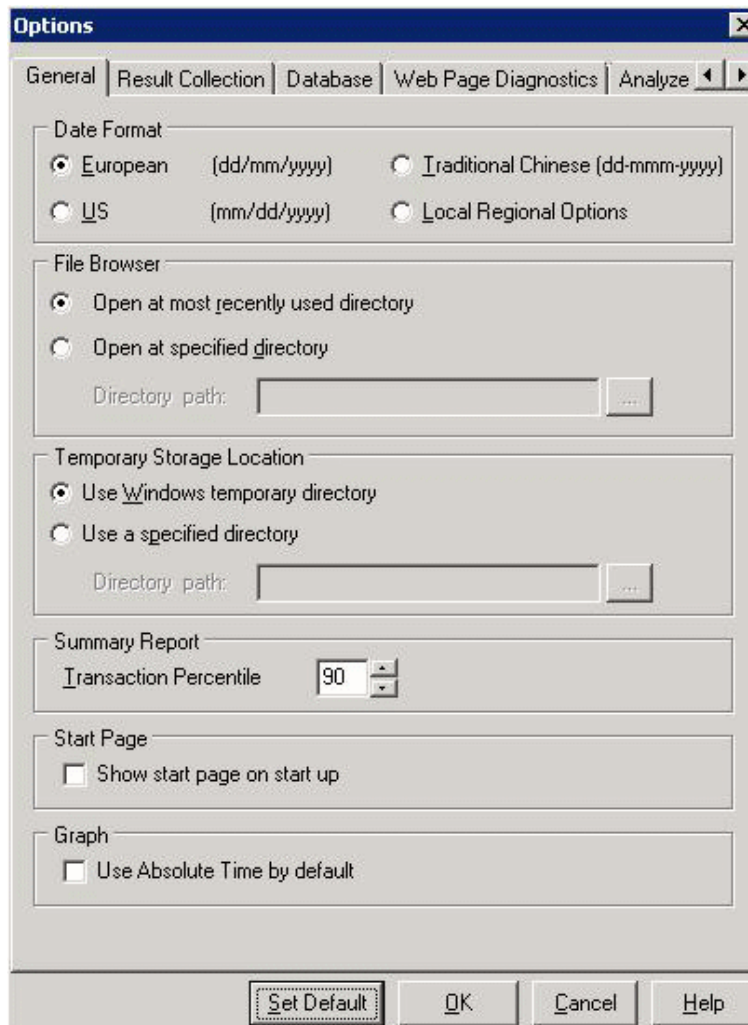 Options
General Result Collection Database Web Page Diagnostics Analyze
Date Format
European (dd/mm/yyyy) Traditional Chinese (dd-mmm-yyyy)
US (mm/dd/yyyy) Local Regional Options
File Browser
Open at most recently used directory
Open at specified directory
Directory path: ...
Temporary Storage Location
Use Windows temporary directory
Use a specified directory
Directory path: ...
Summary Report
Transaction Percentile 90
Start Page
Show start page on start up
Graph
Use Absolute Time by default
Set Default OK Cancel Help